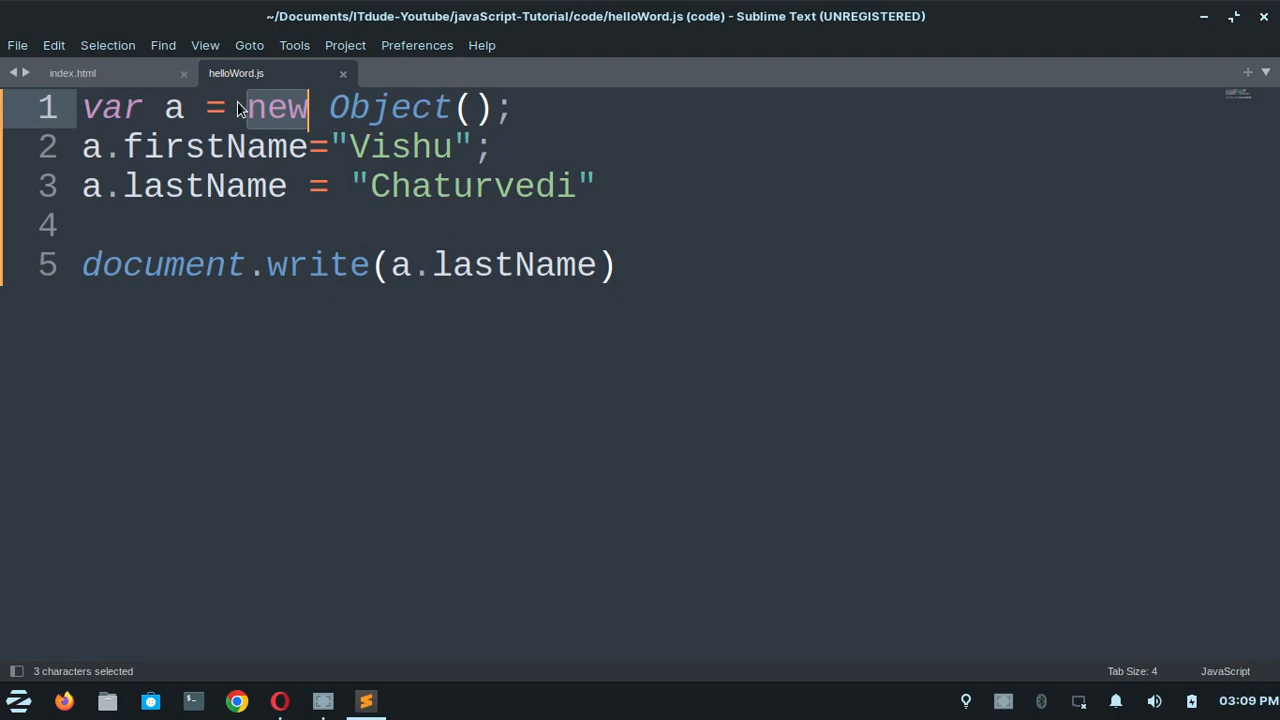 ~/Documents/ITdude-Youtube/javaScript-Tutorial/code/helloWord.js (code) - Sublime Text (UNREGISTERED)
File Edit Selection Find View Goto Tools Project Preferences Help
index.html helloWord.js
1 var a = new Object();
2 a.firstName="Vishu";
3 a.lastName = "Chaturvedi"
4
5 document.write(a.lastName)
3 characters selected Tab Size: 4 JavaScript
03:09 PM